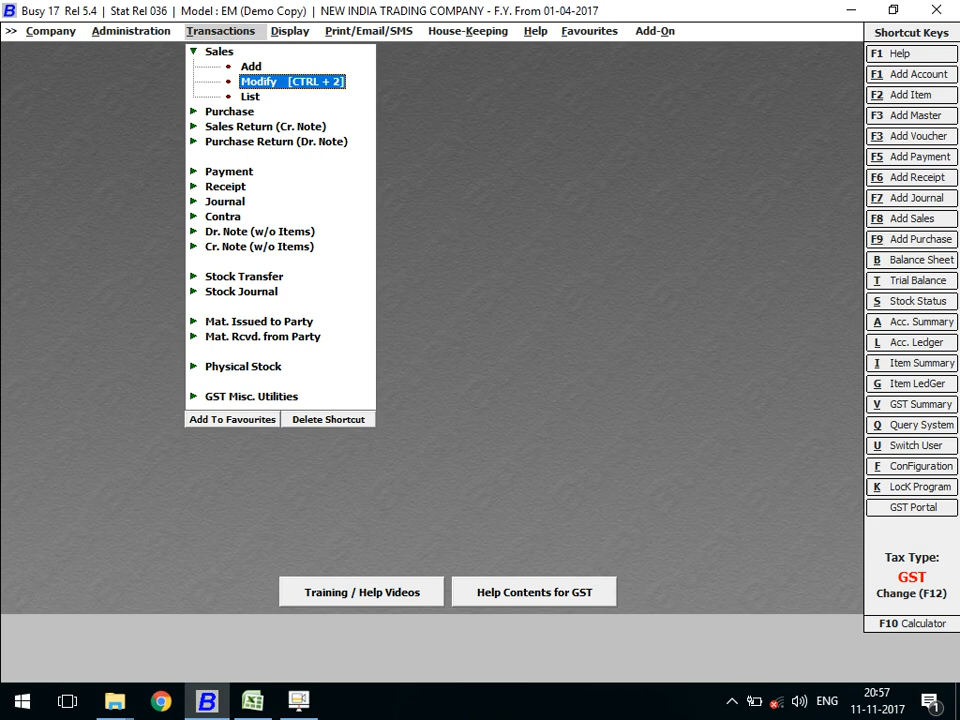 Busy 17 Rel 5.4 | Stat Rel 036 | Model : EM (Demo Copy) | NEW INDIA TRADING COMPANY - F.Y. From 01-04-2017
>> Company Administration Transactions Display Print/Email/SMS House-Keeping Help Favourites Add-On
Sales
Add
Modify [CTRL + 2]
List
Purchase
Sales Return (Cr. Note)
Purchase Return (Dr. Note)
Payment
Receipt
Journal
Contra
Dr. Note (w/o Items)
Cr. Note (w/o Items)
Stock Transfer
Stock Journal
Mat. Issued to Party
Mat. Rcvd. from Party
Physical Stock
GST Misc. Utilities
Add To Favourites Delete Shortcut
Training / Help Videos Help Contents for GST
Shortcut Keys
F1 Help
F1 Add Account
F2 Add Item
F3 Add Master
F3 Add Voucher
F5 Add Payment
F6 Add Receipt
F7 Add Journal
F8 Add Sales
F9 Add Purchase
B Balance Sheet
T Trial Balance
S Stock Status
A Acc. Summary
L Acc. Ledger
I Item Summary
G Item LedGer
V GST Summary
Q Query System
U Switch User
F ConFiguration
K LocK Program
GST Portal
Tax Type:
GST
Change (F12)
F10 Calculator
B
ENG
20:57
11-11-2017
1